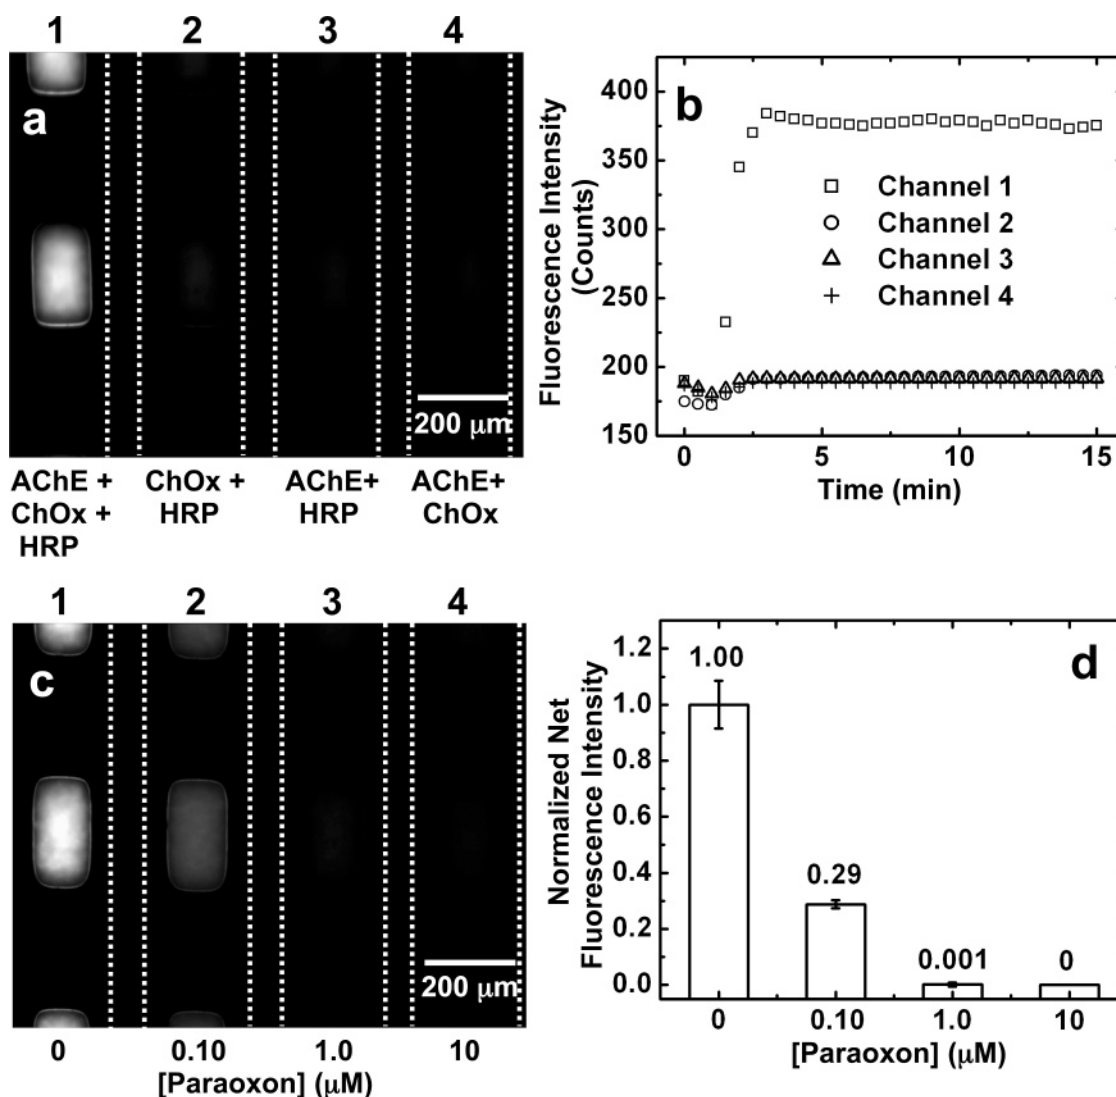 1 2 3 4
a
200 μm
AChE + ChOx + AChE+ AChE+
ChOx + HRP HRP ChOx
HRP
b
400
350
300
250
200
150
Fluorescence Intensity
(Counts)
Channel 1
Channel 2
Channel 3
Channel 4
0 5 10 15
Time (min)
1 2 3 4
c
200 μm
0 0.10 1.0 10
[Paraoxon] (μM)
d
1.2
1.0
0.8
0.6
0.4
0.2
0.0
Normalized Net
Fluorescence Intensity
1.00
0.29
0.001
0
0 0.10 1.0 10
[Paraoxon] (μM)